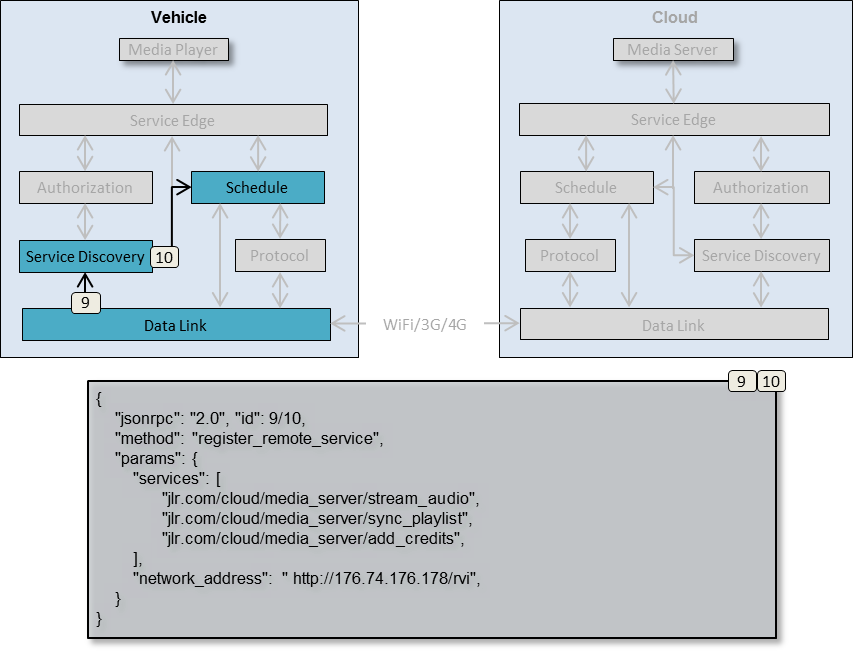 Vehicle
Media Player
Service Edge
Authorization
Schedule
Service Discovery
10
Protocol
9
Data Link
WiFi/3G/4G
Cloud
Media Server
Service Edge
Schedule
Authorization
Protocol
Service Discovery
Data Link
9 10
{
"jsonrpc": "2.0", "id": 9/10,
"method": "register_remote_service",
"params": {
"services": [
"jlr.com/cloud/media_server/stream_audio",
"jlr.com/cloud/media_server/sync_playlist",
"jlr.com/cloud/media_server/add_credits",
],
"network_address": " http://176.74.176.178/rvi",
}
}